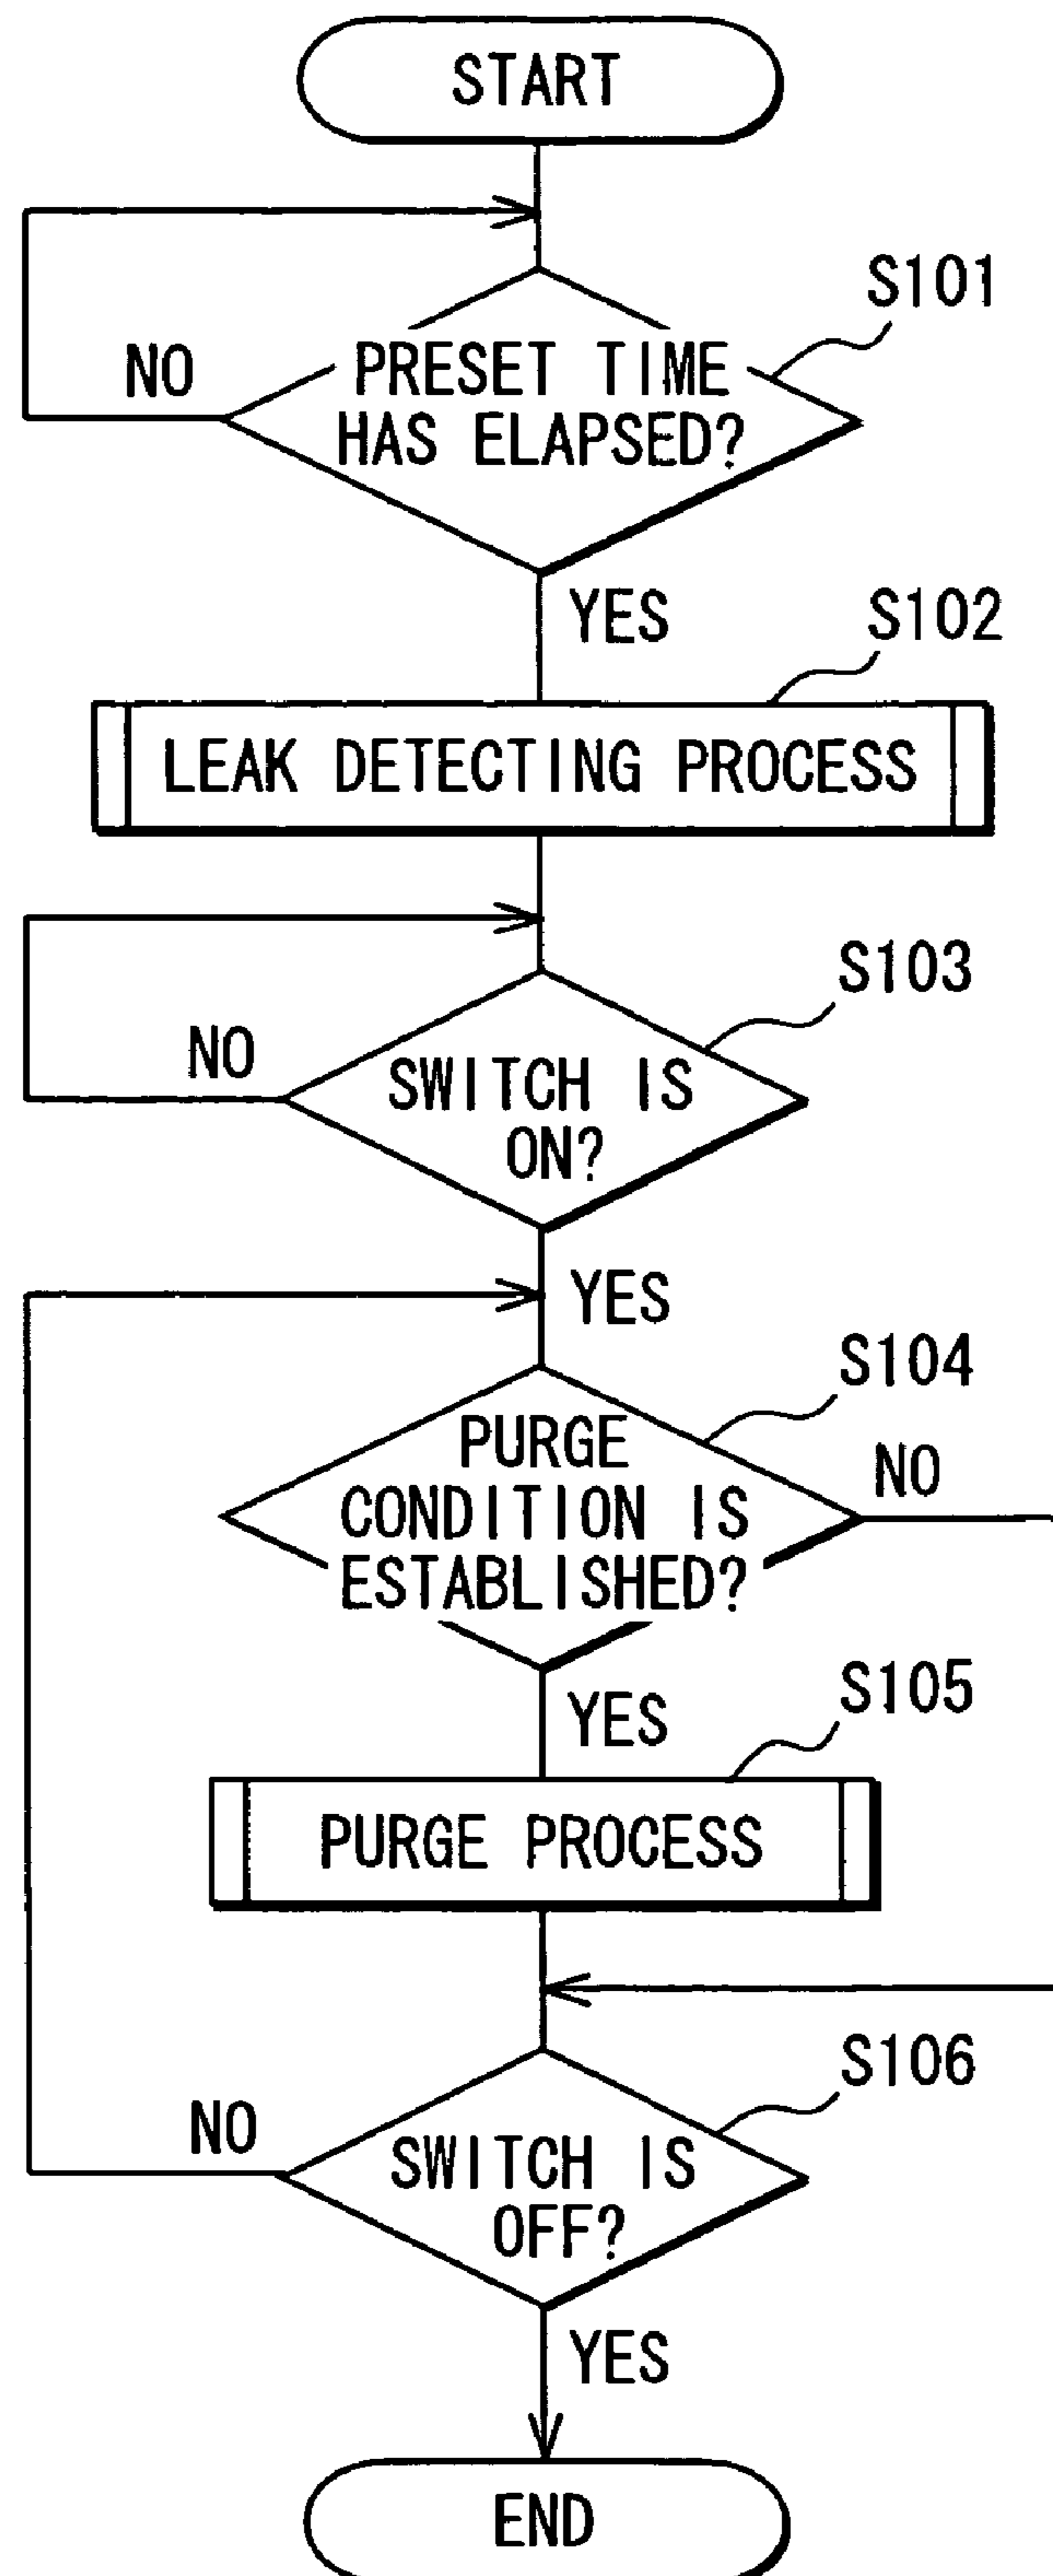 START
S101
NO
PRESET TIME
HAS ELAPSED?
YES
S102
LEAK DETECTING PROCESS
S103
NO
SWITCH IS
ON?
YES
S104
PURGE
NO
CONDITION IS
ESTABLISHED?
S105
YES
PURGE PROCESS
S106
NO
SWITCH IS
OFF?
YES
END